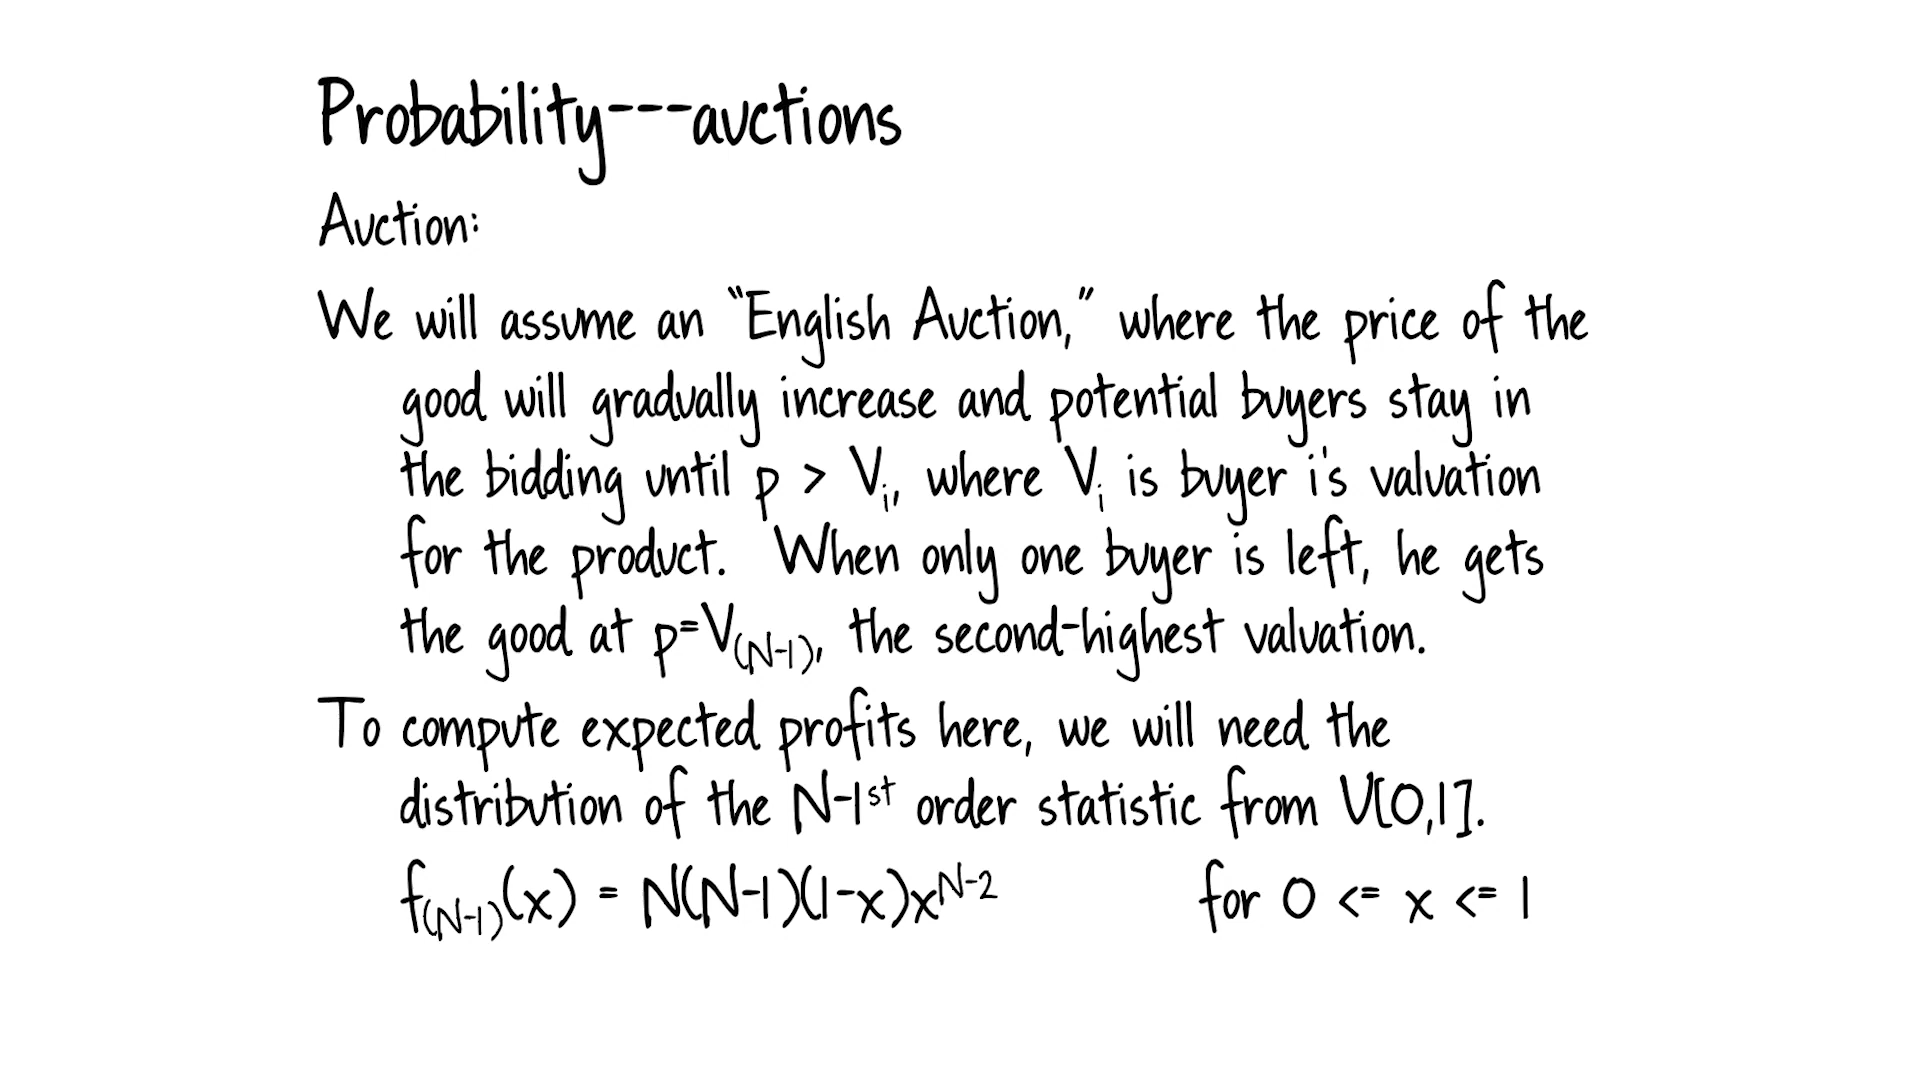 Probability---auctions
Auction:
We will assume an “English Auction,” where the price of the
good will gradually increase and potential buyers stay in
the bidding until p > Vᵢ, where Vᵢ is buyer i's valuation
for the product. When only one buyer is left, he gets
the good at p=V₍N-1₎, the second-highest valuation.
To compute expected profits here, we will need the
distribution of the N-1ˢᵗ order statistic from U[0,1].
f₍N-1₎(x) = N(N-1)(1-x)x^N-2 for 0 <= x <= 1